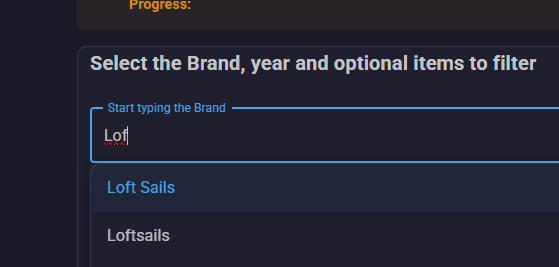 Progress:
Select the Brand, year and optional items to filter
Start typing the Brand
Lof
Loft Sails
Loftsails